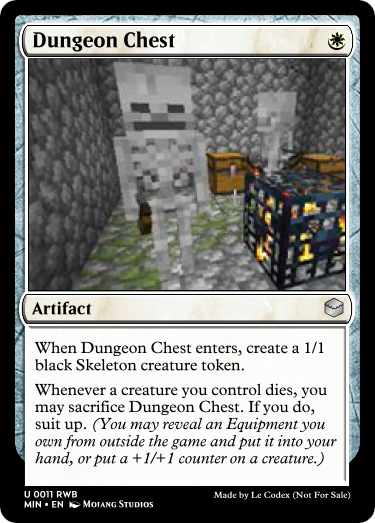 Dungeon Chest
Artifact
When Dungeon Chest enters, create a 1/1
black Skeleton creature token.
Whenever a creature you control dies, you
may sacrifice Dungeon Chest. If you do,
suit up. (You may reveal an Equipment you
own from outside the game and put it into your
hand, or put a +1/+1 counter on a creature.)
U 0011 RWB
MIN • EN Mojang Studios
Made by Le Codex (Not For Sale)